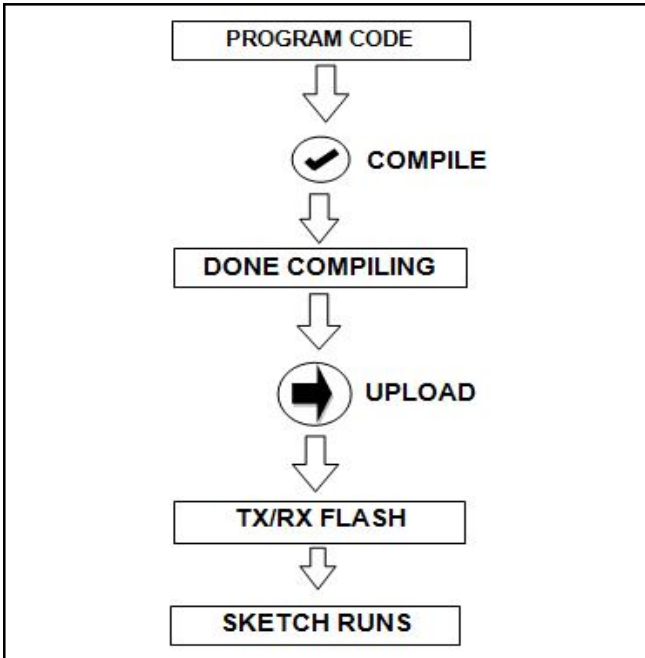 PROGRAM CODE
COMPILE
DONE COMPILING
UPLOAD
TX/RX FLASH
SKETCH RUNS